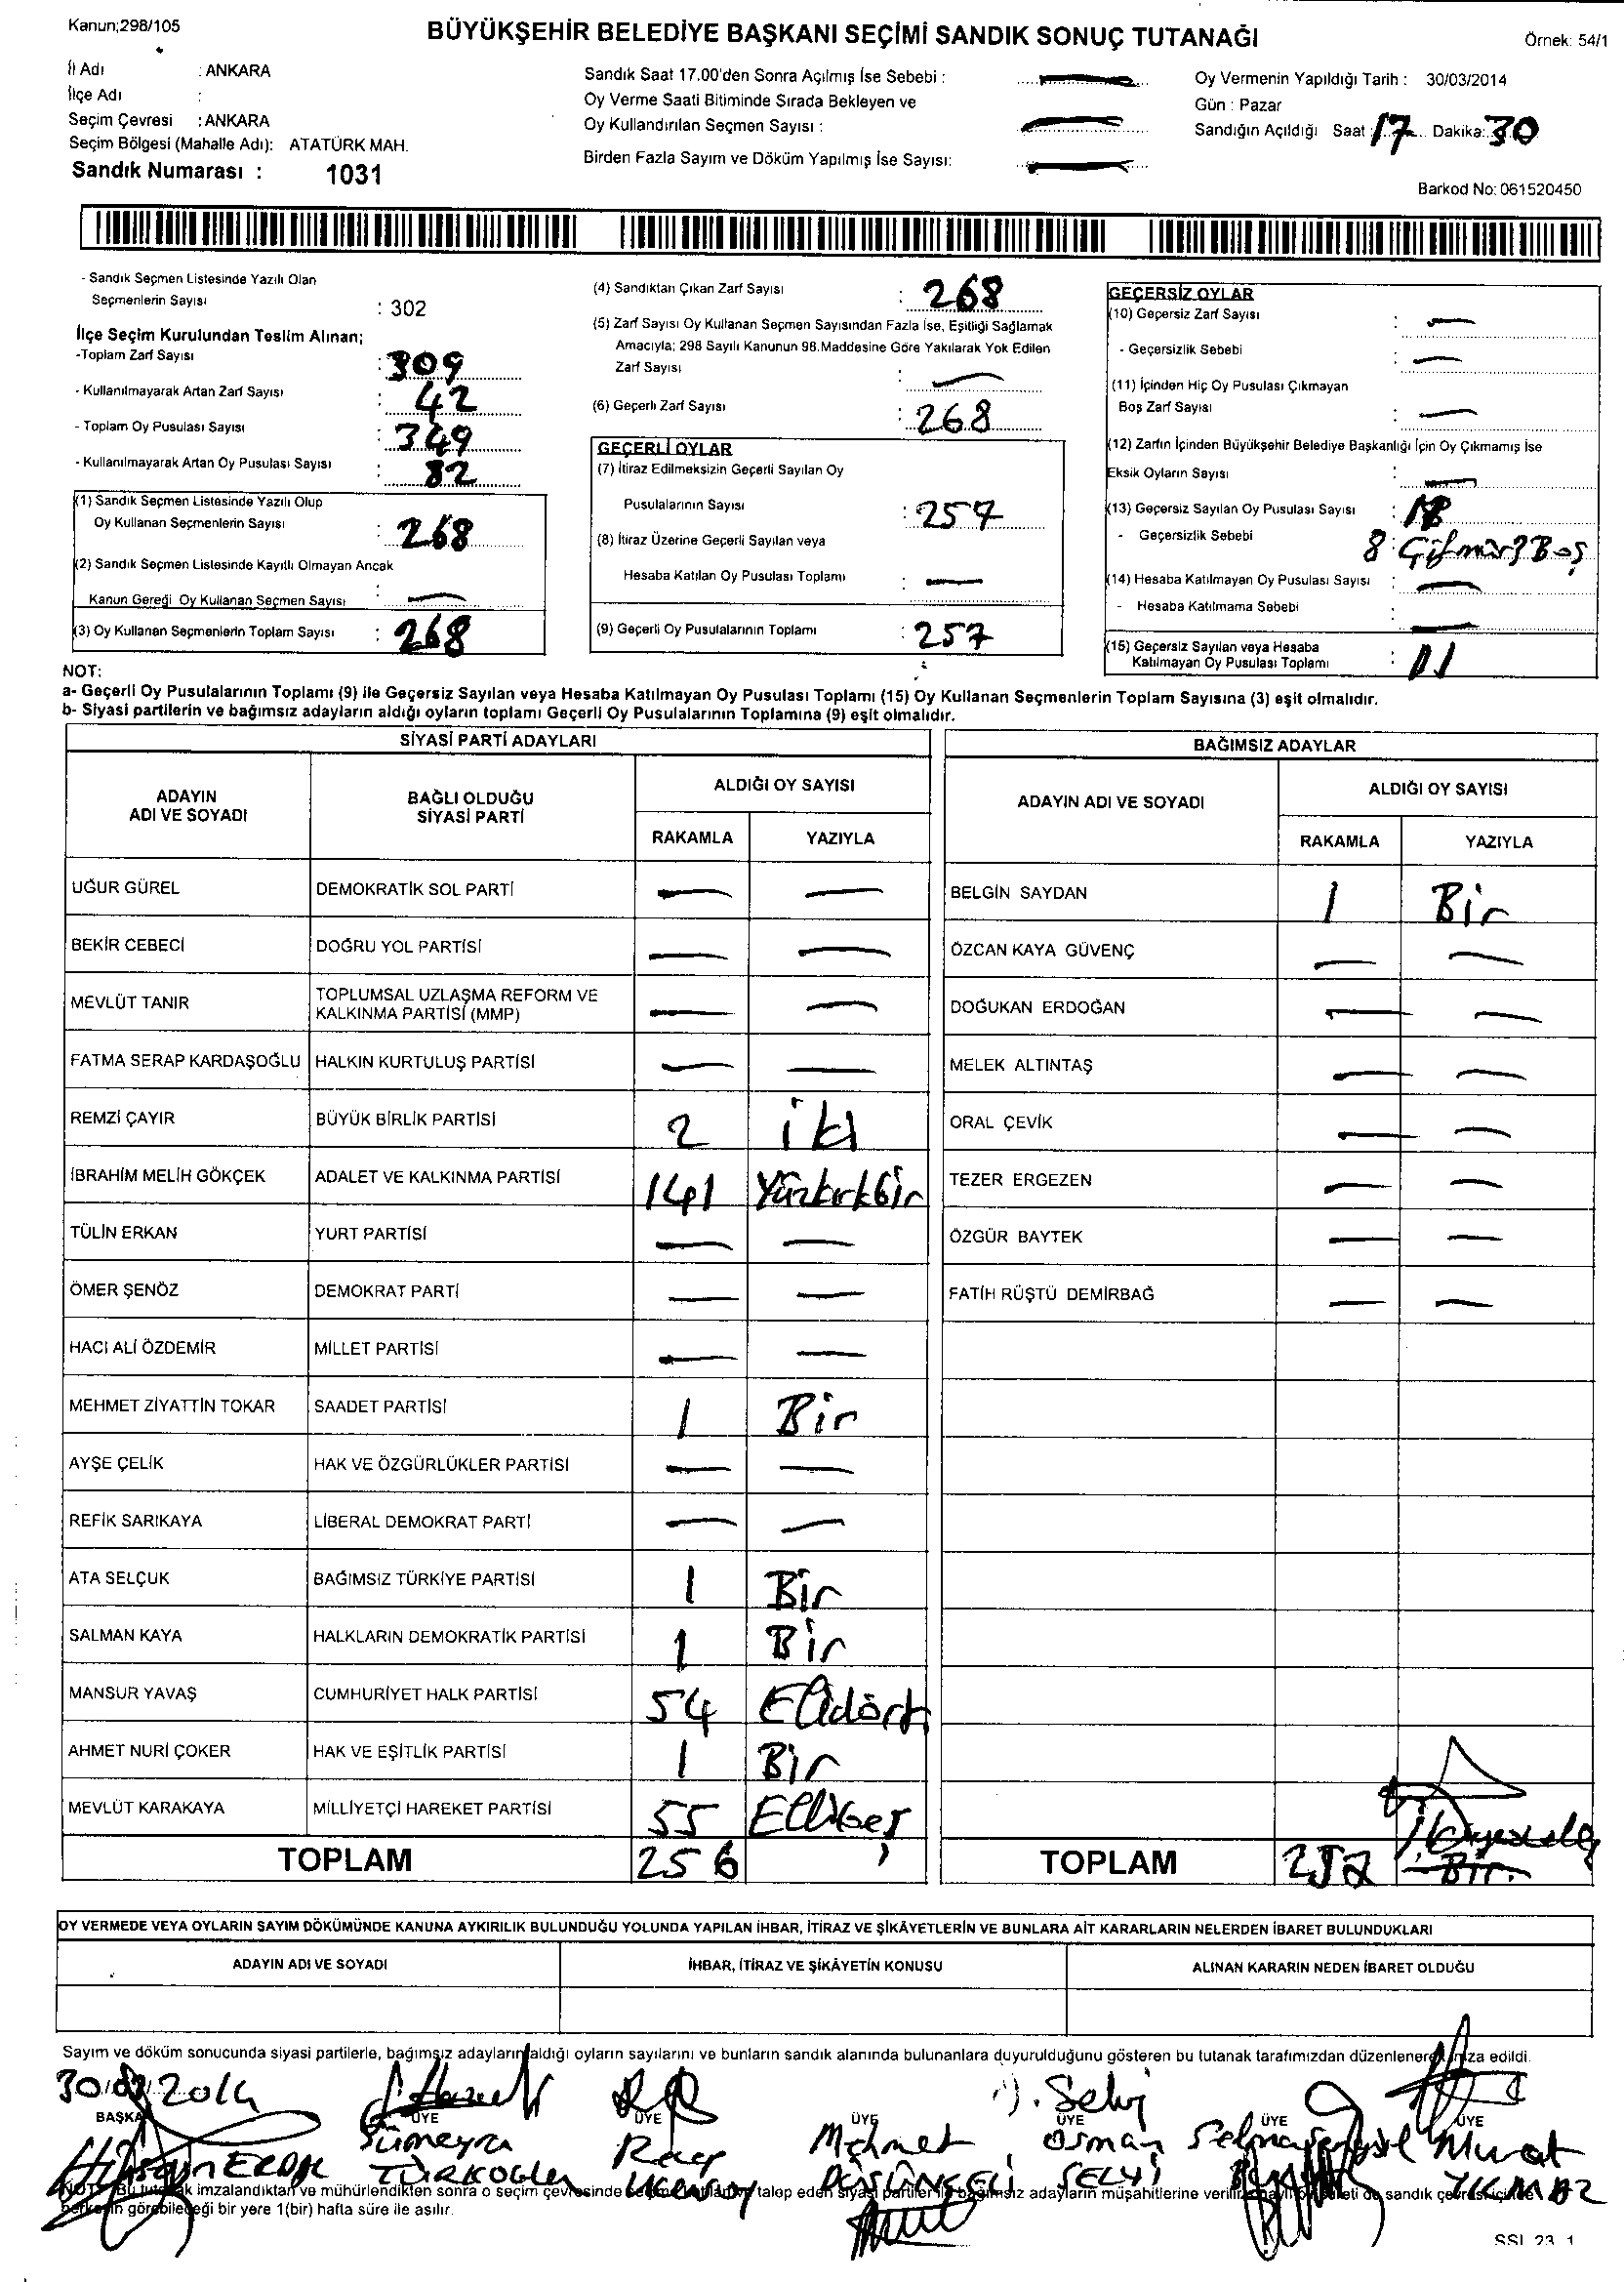 Kanun;298/105
BÜYÜKŞEHİR BELEDİYE BAŞKANI SEÇİMİ SANDIK SONUÇ TUTANAĞI
Örnek: 54/1
İl Adı : ANKARA
İlçe Adı :
Seçim Çevresi : ANKARA
Seçim Bölgesi (Mahalle Adı): ATATÜRK MAH.
Sandık Numarası : 1031
Sandık Saat 17.00'den Sonra Açılmış İse Sebebi :
Oy Verme Saati Bitiminde Sırada Bekleyen ve
Oy Kullandırılan Seçmen Sayısı :
Birden Fazla Sayım ve Döküm Yapılmış İse Sayısı:
Oy Vermenin Yapıldığı Tarih : 30/03/2014
Gün : Pazar
Sandığın Açıldığı Saat : 17 Dakika: 30
Barkod No: 061520450
- Sandık Seçmen Listesinde Yazılı Olan
Seçmenlerin Sayısı : 302
İlçe Seçim Kurulundan Teslim Alınan;
-Toplam Zarf Sayısı : 309
- Kullanılmayarak Artan Zarf Sayısı : 42
- Toplam Oy Pusulası Sayısı : 349
- Kullanılmayarak Artan Oy Pusulası Sayısı : 82
(1) Sandık Seçmen Listesinde Yazılı Olup
Oy Kullanan Seçmenlerin Sayısı : 268
(2) Sandık Seçmen Listesinde Kayıtlı Olmayan Ancak
Kanun Gereği Oy Kullanan Seçmen Sayısı : —
(3) Oy Kullanan Seçmenlerin Toplam Sayısı : 268
(4) Sandıktan Çıkan Zarf Sayısı : 268
(5) Zarf Sayısı Oy Kullanan Seçmen Sayısından Fazla İse, Eşitliği Sağlamak
Amacıyla; 298 Sayılı Kanunun 98.Maddesine Göre Yakılarak Yok Edilen
Zarf Sayısı : —
(6) Geçerli Zarf Sayısı : 268
GEÇERLİ OYLAR
(7) İtiraz Edilmeksizin Geçerli Sayılan Oy
Pusulalarının Sayısı : 257
(8) İtiraz Üzerine Geçerli Sayılan veya
Hesaba Katılan Oy Pusulası Toplamı : —
(9) Geçerli Oy Pusulalarının Toplamı : 257
GEÇERSİZ OYLAR
(10) Geçersiz Zarf Sayısı : —
- Geçersizlik Sebebi : —
(11) İçinden Hiç Oy Pusulası Çıkmayan
Boş Zarf Sayısı : —
(12) Zarfın İçinden Büyükşehir Belediye Başkanlığı İçin Oy Çıkmamış İse
Eksik Oyların Sayısı : —
(13) Geçersiz Sayılan Oy Pusulası Sayısı :
- Geçersizlik Sebebi 8 : 3 Boş
(14) Hesaba Katılmayan Oy Pusulası Sayısı : —
- Hesaba Katılmama Sebebi : —
(15) Geçersiz Sayılan veya Hesaba
Katılmayan Oy Pusulası Toplamı : 11
NOT:
a- Geçerli Oy Pusulalarının Toplamı (9) ile Geçersiz Sayılan veya Hesaba Katılmayan Oy Pusulası Toplamı (15) Oy Kullanan Seçmenlerin Toplam Sayısına (3) eşit olmalıdır.
b- Siyasi partilerin ve bağımsız adayların aldığı oyların toplamı Geçerli Oy Pusulalarının Toplamına (9) eşit olmalıdır.
SİYASİ PARTİ ADAYLARI
ADAYIN ADI VE SOYADI BAĞLI OLDUĞU SİYASİ PARTİ ALDIĞI OY SAYISI
RAKAMLA YAZIYLA
UĞUR GÜREL DEMOKRATİK SOL PARTİ — —
BEKİR CEBECİ DOĞRU YOL PARTİSİ — —
MEVLÜT TANIR TOPLUMSAL UZLAŞMA REFORM VE KALKINMA PARTİSİ (MMP) — —
FATMA SERAP KARDAŞOĞLU HALKIN KURTULUŞ PARTİSİ — —
REMZİ ÇAYIR BÜYÜK BİRLİK PARTİSİ 2 iki
İBRAHİM MELİH GÖKÇEK ADALET VE KALKINMA PARTİSİ 141 Yüzkırkbir
TÜLİN ERKAN YURT PARTİSİ — —
ÖMER ŞENÖZ DEMOKRAT PARTİ — —
HACI ALİ ÖZDEMİR MİLLET PARTİSİ — —
MEHMET ZİYATTİN TOKAR SAADET PARTİSİ 1 Bir
AYŞE ÇELİK HAK VE ÖZGÜRLÜKLER PARTİSİ — —
REFİK SARIKAYA LİBERAL DEMOKRAT PARTİ — —
ATA SELÇUK BAĞIMSIZ TÜRKİYE PARTİSİ 1 Bir
SALMAN KAYA HALKLARIN DEMOKRATİK PARTİSİ 1 Bir
MANSUR YAVAŞ CUMHURİYET HALK PARTİSİ 54 Ellidört
AHMET NURİ ÇOKER HAK VE EŞİTLİK PARTİSİ 1 Bir
MEVLÜT KARAKAYA MİLLİYETÇİ HAREKET PARTİSİ 55 Ellibeş
TOPLAM 256
BAĞIMSIZ ADAYLAR
ADAYIN ADI VE SOYADI ALDIĞI OY SAYISI
RAKAMLA YAZIYLA
BELGİN SAYDAN 1 Bir
ÖZCAN KAYA GÜVENÇ — —
DOĞUKAN ERDOĞAN — —
MELEK ALTINTAŞ — —
ORAL ÇEVİK — —
TEZER ERGEZEN — —
ÖZGÜR BAYTEK — —
FATİH RÜŞTÜ DEMİRBAĞ — —
TOPLAM 257 Bir
OY VERMEDE VEYA OYLARIN SAYIM DÖKÜMÜNDE KANUNA AYKIRILIK BULUNDUĞU YOLUNDA YAPILAN İHBAR, İTİRAZ VE ŞİKÂYETLERİN VE BUNLARA AİT KARARLARIN NELERDEN İBARET BULUNDUKLARI
ADAYIN ADI VE SOYADI İHBAR, İTİRAZ VE ŞİKÂYETİN KONUSU ALINAN KARARIN NEDEN İBARET OLDUĞU
Sayım ve döküm sonucunda siyasi partilerle, bağımsız adayların aldığı oyların sayılarını ve bunların sandık alanında bulunanlara duyurulduğunu gösteren bu tutanak tarafımızdan düzenlenerek imza edildi.
30/03/2014
BAŞKAN ÜYE ÜYE ÜYE ÜYE ÜYE ÜYE
Sümeyra Mehmet Osman Murat
TÜRKOĞLU SELVİ YILMAZ
NOT: Bu tutanak imzalandıktan ve mühürlendikten sonra o seçim çevresinde talep eden siyasi partiler ile bağımsız adayların müşahitlerine verilir. sandık çevresi içinde
herkesin görebileceği bir yere 1(bir) hafta süre ile asılır.
SSI 23 1